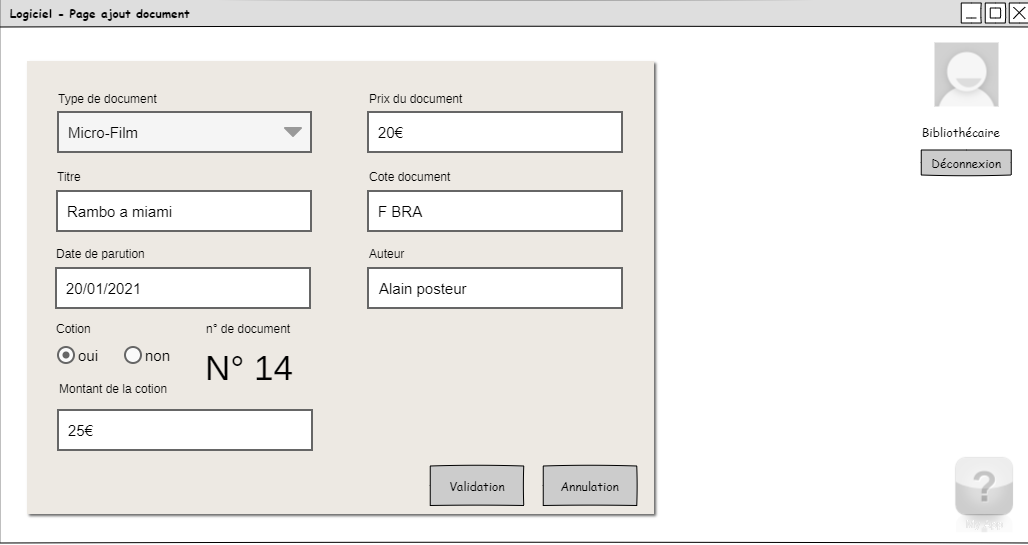 Logiciel - Page ajout document
Bibliothécaire
Déconnexion
Type de document
Micro-Film
Prix du document
20€
Titre
Rambo a miami
Cote document
F BRA
Date de parution
20/01/2021
Auteur
Alain posteur
Cotion
oui
non
n° de document
N° 14
Montant de la cotion
25€
Validation
Annulation
?